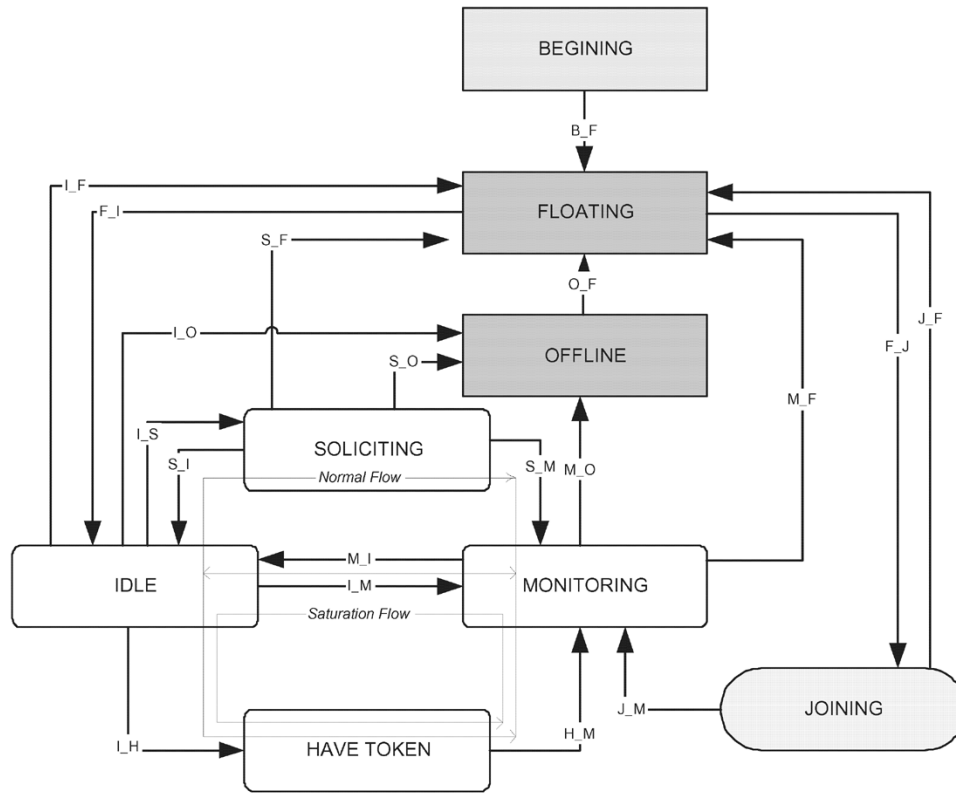 BEGINING
B_F
I_F
F_I
FLOATING
S_F
O_F
J_F
I_O
F_J
OFFLINE
S_O
M_F
I_S
SOLICITING
S_I
S_M
M_O
Normal Flow
M_I
IDLE
I_M
MONITORING
Saturation Flow
J_M
JOINING
I_H
HAVE TOKEN
H_M